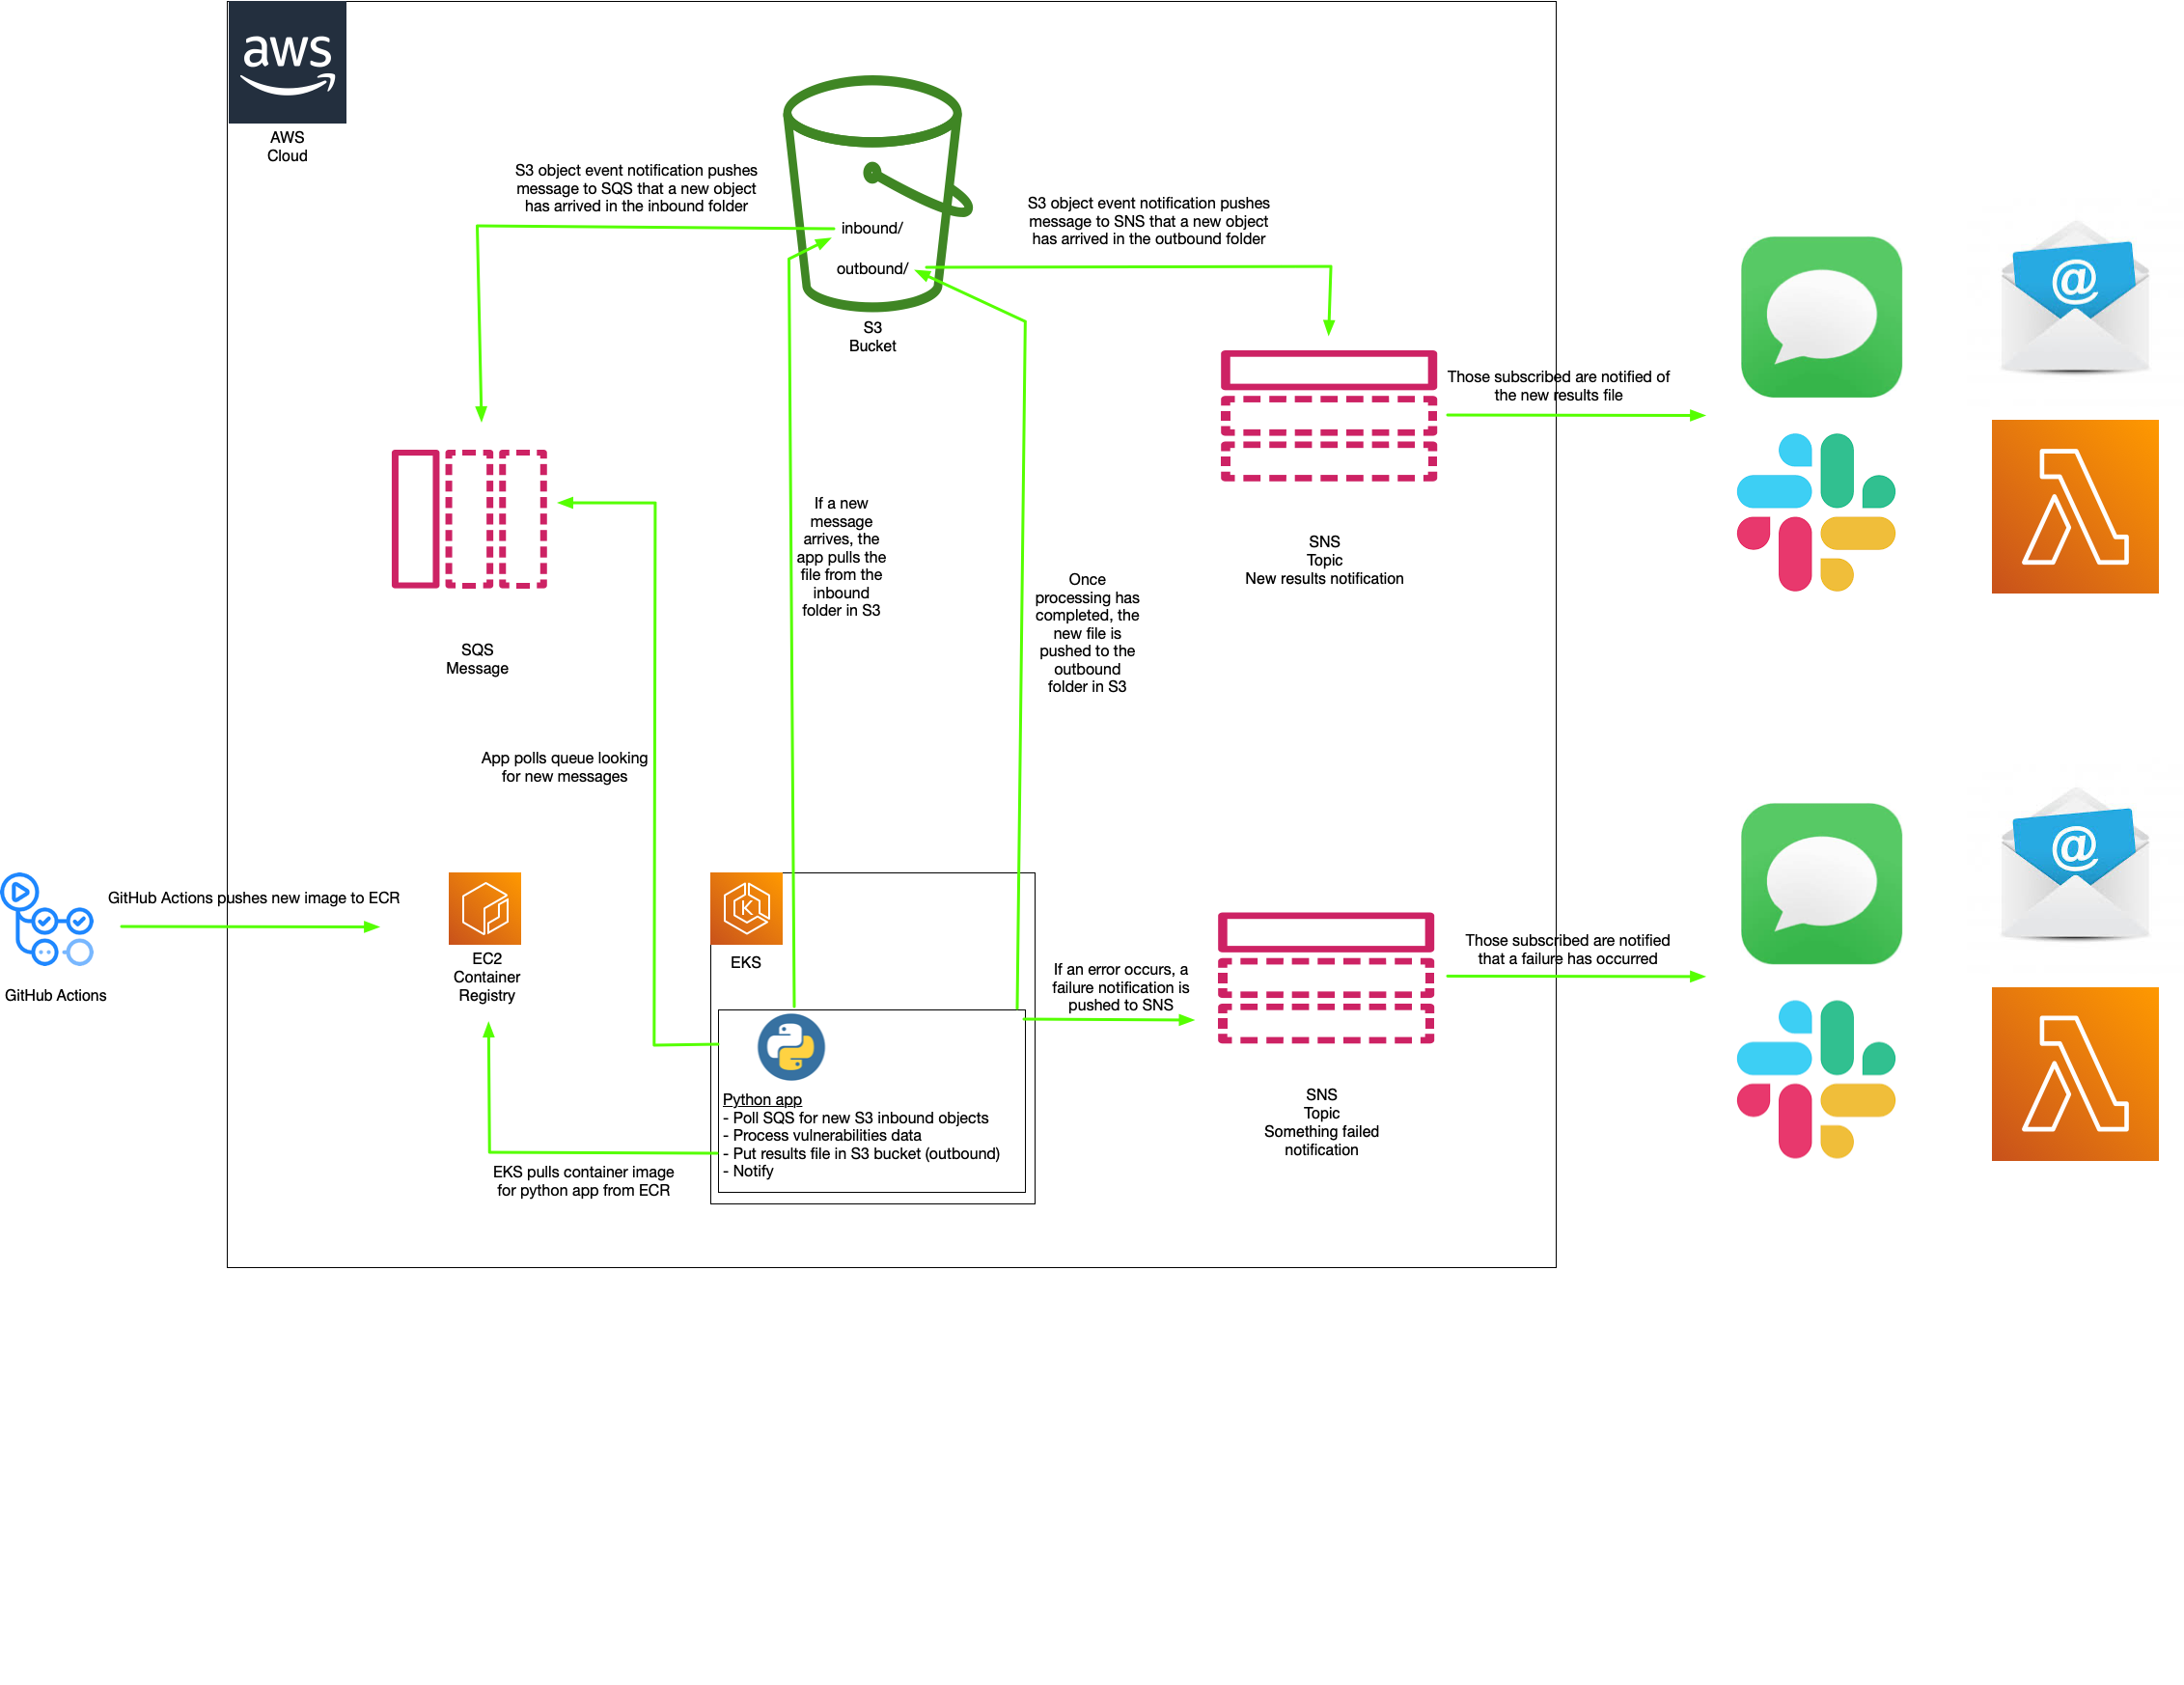 aws
AWS
Cloud
S3 object event notification pushes
message to SQS that a new object
has arrived in the inbound folder
inbound/
outbound/
S3
Bucket
S3 object event notification pushes
message to SNS that a new object
has arrived in the outbound folder
@
Those subscribed are notified of
the new results file
If a new
message
arrives, the
app pulls the
file from the
inbound
folder in S3
SNS
Topic
New results notification
Once
processing has
completed, the
new file is
pushed to the
outbound
folder in S3
SQS
Message
App polls queue looking
for new messages
GitHub Actions pushes new image to ECR
GitHub Actions
EC2
Container
Registry
K
EKS
If an error occurs, a
failure notification is
pushed to SNS
Those subscribed are notified
that a failure has occurred
@
Python app
- Poll SQS for new S3 inbound objects
- Process vulnerabilities data
- Put results file in S3 bucket (outbound)
- Notify
SNS
Topic
Something failed
notification
EKS pulls container image
for python app from ECR